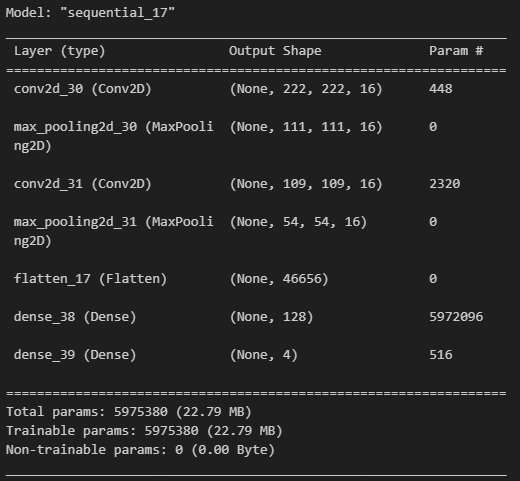 Model: "sequential_17"
_________________________________________________________________
Layer (type) Output Shape Param #
=================================================================
conv2d_30 (Conv2D) (None, 222, 222, 16) 448
max_pooling2d_30 (MaxPooli (None, 111, 111, 16) 0
ng2D)
conv2d_31 (Conv2D) (None, 109, 109, 16) 2320
max_pooling2d_31 (MaxPooli (None, 54, 54, 16) 0
ng2D)
flatten_17 (Flatten) (None, 46656) 0
dense_38 (Dense) (None, 128) 5972096
dense_39 (Dense) (None, 4) 516
=================================================================
Total params: 5975380 (22.79 MB)
Trainable params: 5975380 (22.79 MB)
Non-trainable params: 0 (0.00 Byte)
_________________________________________________________________